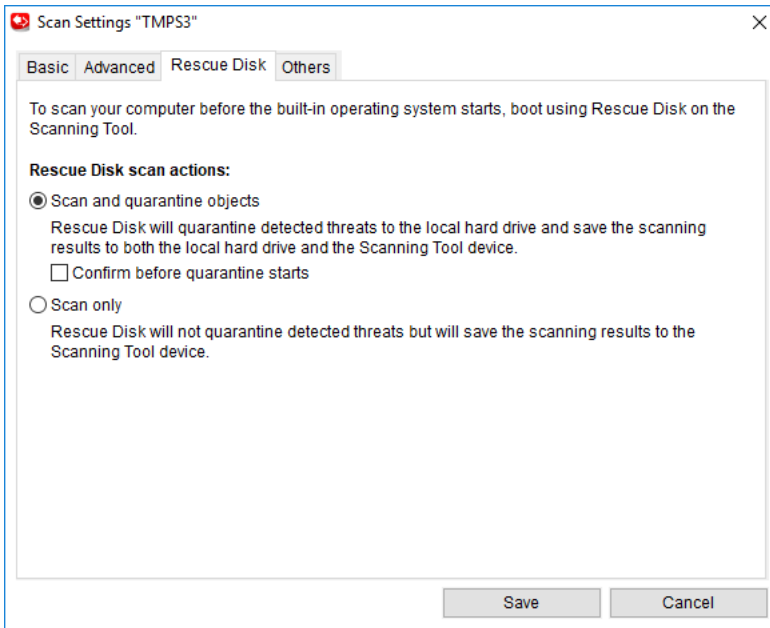 Scan Settings "TMPS3"
Basic Advanced Rescue Disk Others
To scan your computer before the built-in operating system starts, boot using Rescue Disk on the
Scanning Tool.
Rescue Disk scan actions:
Scan and quarantine objects
Rescue Disk will quarantine detected threats to the local hard drive and save the scanning
results to both the local hard drive and the Scanning Tool device.
Confirm before quarantine starts
Scan only
Rescue Disk will not quarantine detected threats but will save the scanning results to the
Scanning Tool device.
Save Cancel